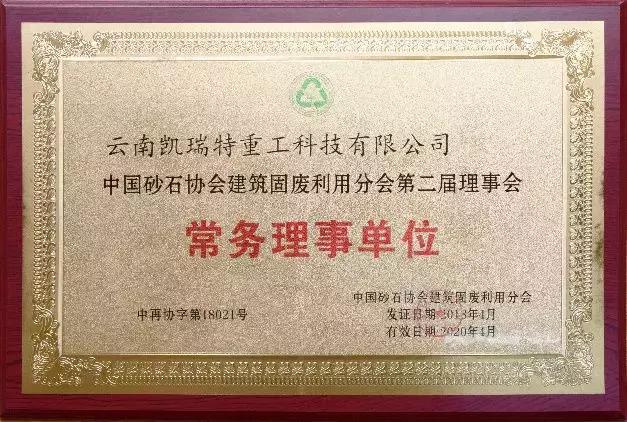 云南凯瑞特重工科技有限公司
中国砂石协会建筑固废利用分会第二届理事会
常务理事单位
中国砂石协会建筑固废利用分会
中再协字第18021号
发证日期:2018年4月
有效日期:2020年4月